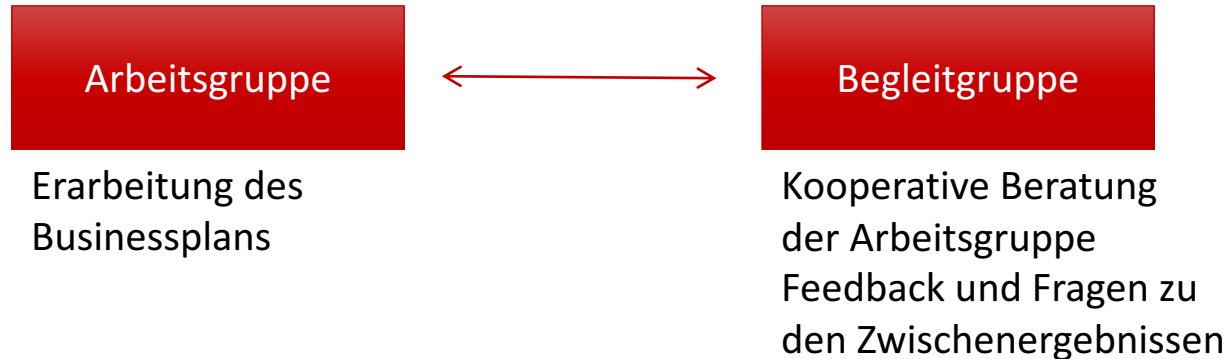 Arbeitsgruppe
Begleitgruppe
Erarbeitung des
Businessplans
Kooperative Beratung
der Arbeitsgruppe
Feedback und Fragen zu
den Zwischenergebnissen